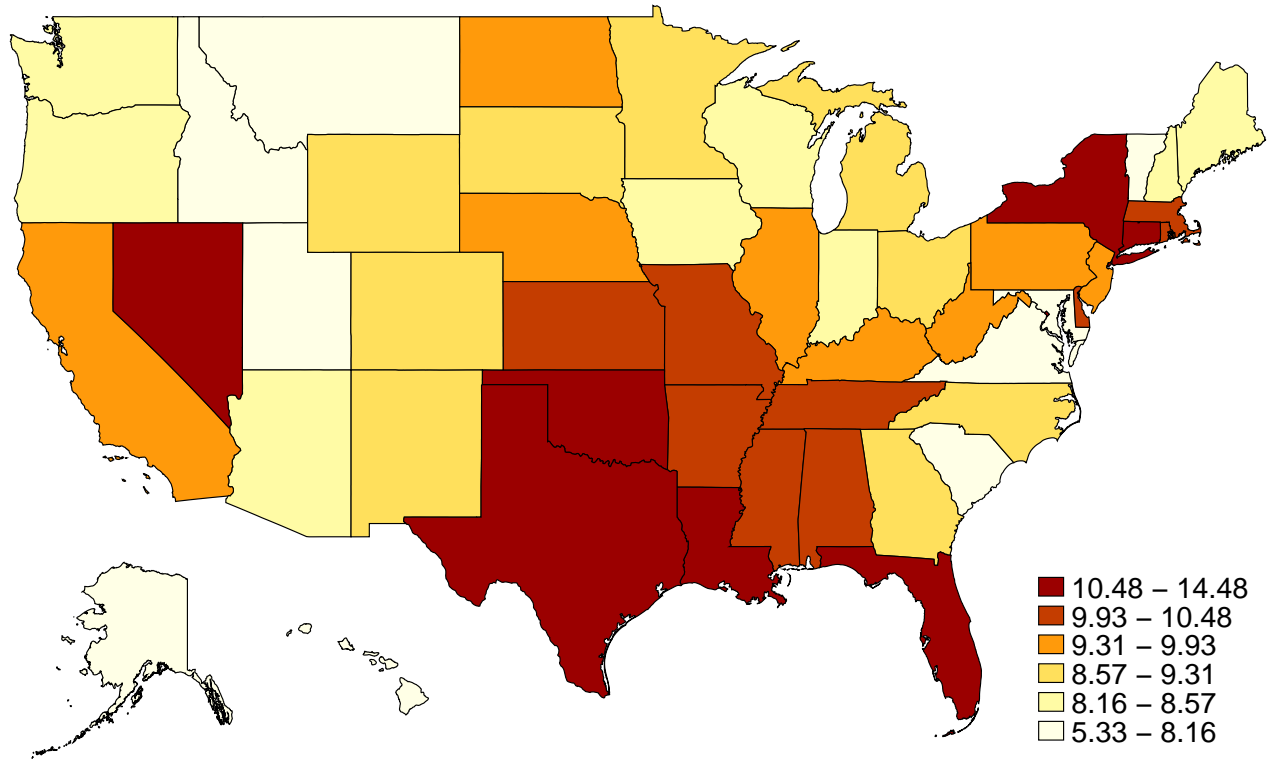 10.48 – 14.48
9.93 – 10.48
9.31 – 9.93
8.57 – 9.31
8.16 – 8.57
5.33 – 8.16